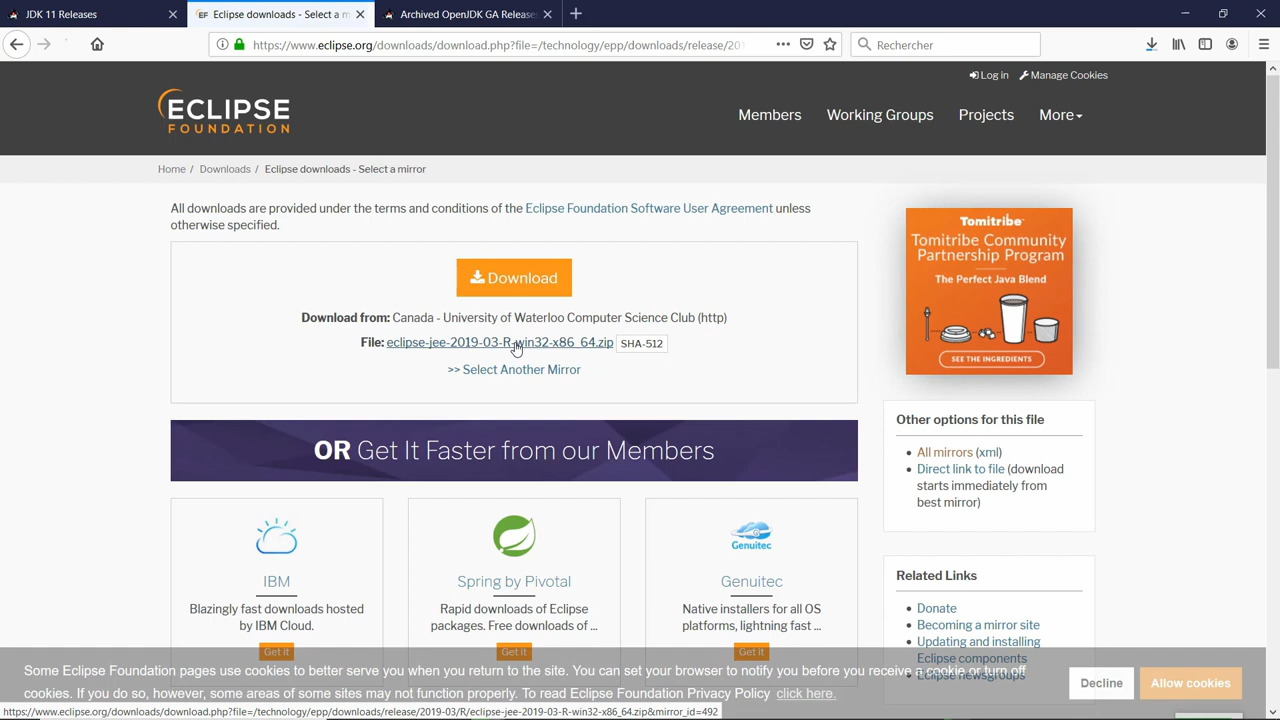 JDK 11 Releases
Eclipse downloads - Select a m
Archived OpenJDK GA Release
https://www.eclipse.org/downloads/download.php?file=/technology/epp/downloads/release/201
Rechercher
Log in
Manage Cookies
ECLIPSE
FOUNDATION
Members
Working Groups
Projects
More
Home / Downloads / Eclipse downloads - Select a mirror
All downloads are provided under the terms and conditions of the Eclipse Foundation Software User Agreement unless
otherwise specified.
Download
Download from: Canada - University of Waterloo Computer Science Club (http)
File: eclipse-jee-2019-03-R-win32-x86_64.zip SHA-512
>> Select Another Mirror
Tomitribe
Tomitribe Community
Partnership Program
The Perfect Java Blend
SEE THE INGREDIENTS
OR Get It Faster from our Members
IBM
Blazingly fast downloads hosted
by IBM Cloud.
Get it
Spring by Pivotal
Rapid downloads of Eclipse
packages. Free downloads of ...
Get it
Genuitec
Genuitec
Native installers for all OS
platforms, lightning fast ...
Get it
Other options for this file
All mirrors (xml)
Direct link to file (download
starts immediately from
best mirror)
Related Links
Donate
Becoming a mirror site
Updating and installing
Eclipse components
Eclipse newsgroups
Some Eclipse Foundation pages use cookies to better serve you when you return to the site. You can set your browser to notify you before you receive a cookie or turn off
cookies. If you do so, however, some areas of some sites may not function properly. To read Eclipse Foundation Privacy Policy click here.
Decline
Allow cookies
https://www.eclipse.org/downloads/download.php?file=/technology/epp/downloads/release/2019-03/R/eclipse-jee-2019-03-R-win32-x86_64.zip&mirror_id=492